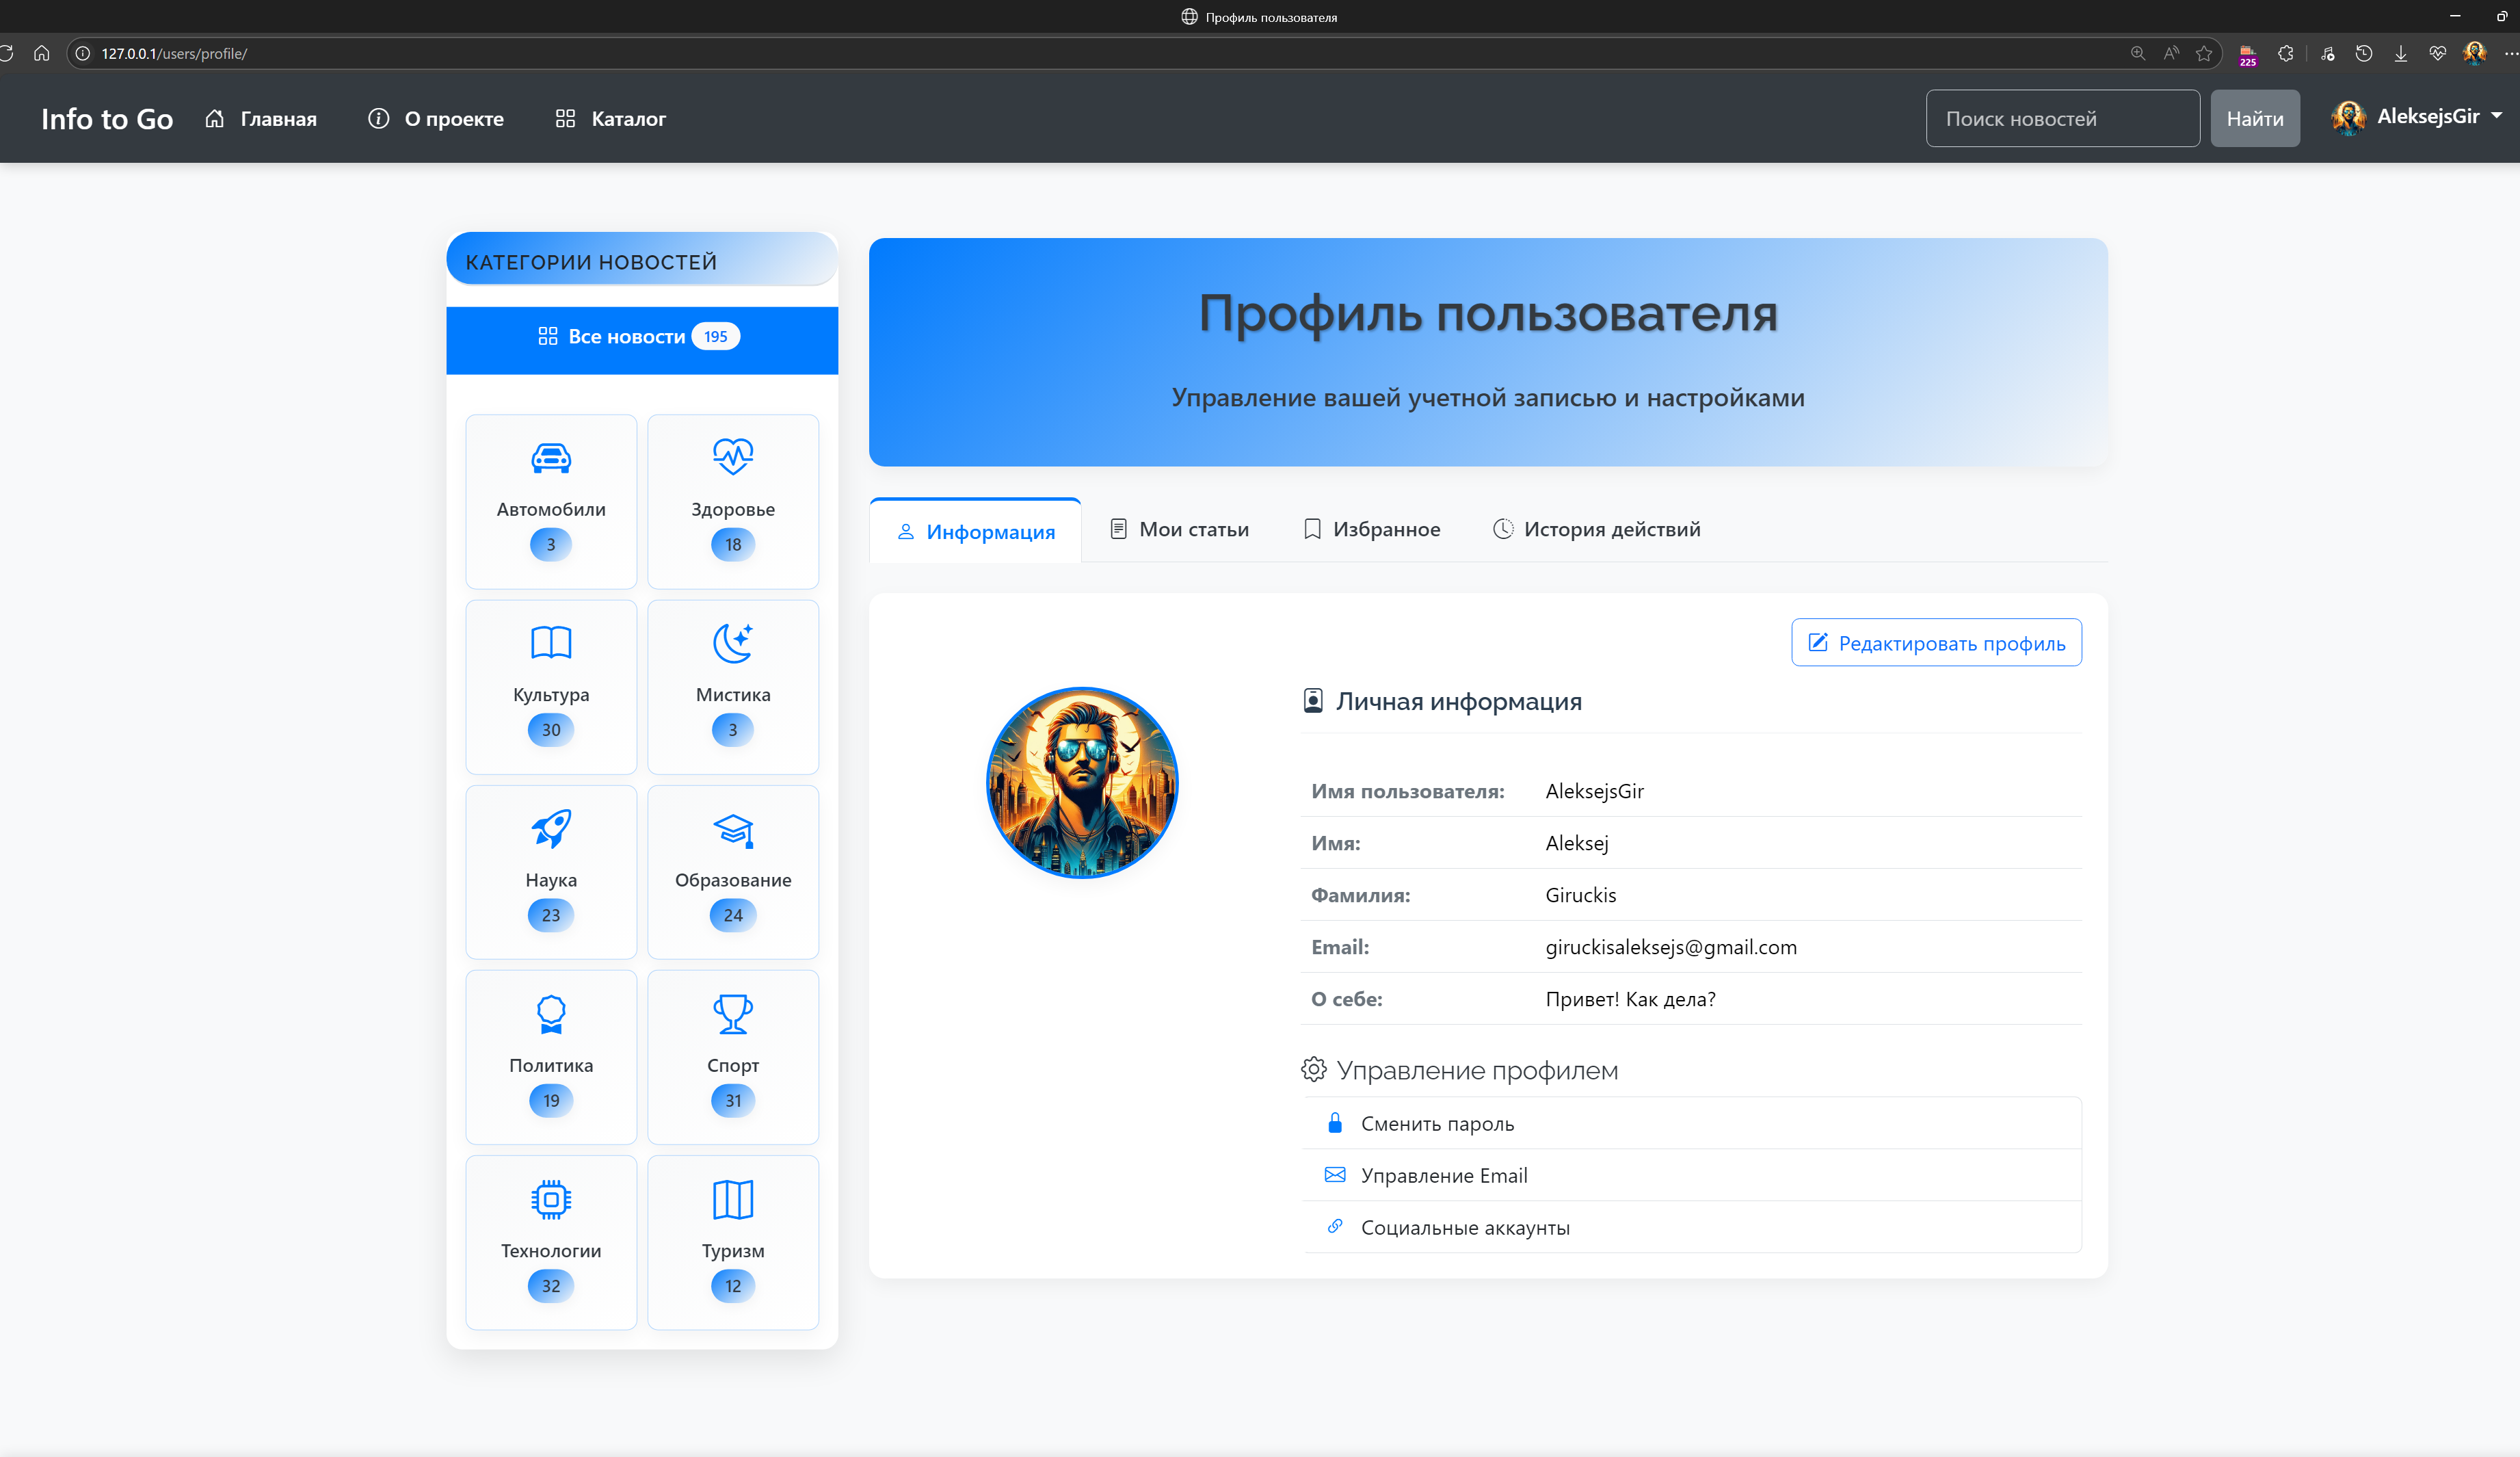 Профиль пользователя
127.0.0.1/users/profile/
225
Info to Go
Главная
О проекте
Каталог
Поиск новостей
Найти
AleksejsGir
КАТЕГОРИИ НОВОСТЕЙ
Все новости 195
Автомобили
3
Здоровье
18
Культура
30
Мистика
3
Наука
23
Образование
24
Политика
19
Спорт
31
Технологии
32
Туризм
12
Профиль пользователя
Управление вашей учетной записью и настройками
Информация
Мои статьи
Избранное
История действий
Редактировать профиль
Личная информация
Имя пользователя: AleksejsGir
Имя: Aleksej
Фамилия: Giruckis
Email: giruckisaleksejs@gmail.com
О себе: Привет! Как дела?
Управление профилем
Сменить пароль
Управление Email
Социальные аккаунты